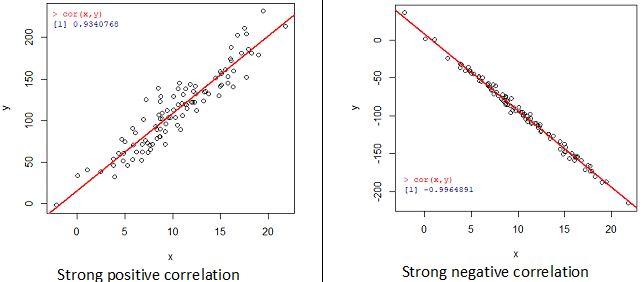 > cor(x,y)
[1] 0.9340768
200
150
100
50
0
y
0 5 10 15 20
x
Strong positive correlation
> cor(x,y)
[1] -0.9964891
0
-50
-100
-150
-200
y
0 5 10 15 20
x
Strong negative correlation